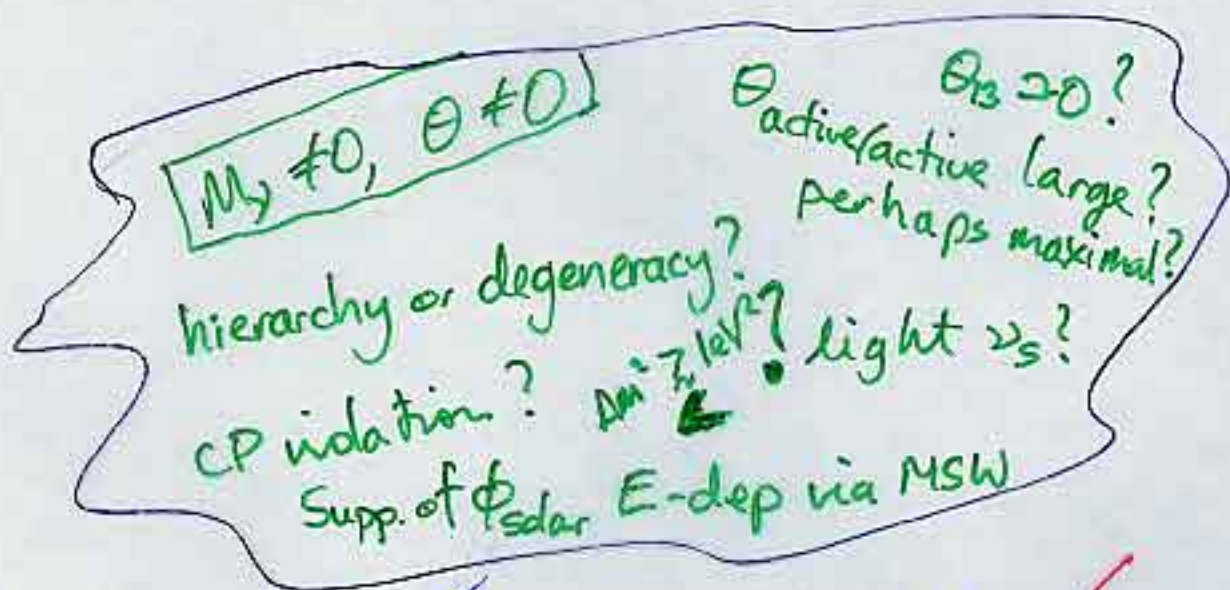 Mν ≠0, θ ≠0
θ₁₃ ≃0?
θactive/active large?
perhaps maximal?
hierarchy or degeneracy?
light νs?
CP violation?
Supp. of ϕsolar E-dep via MSW